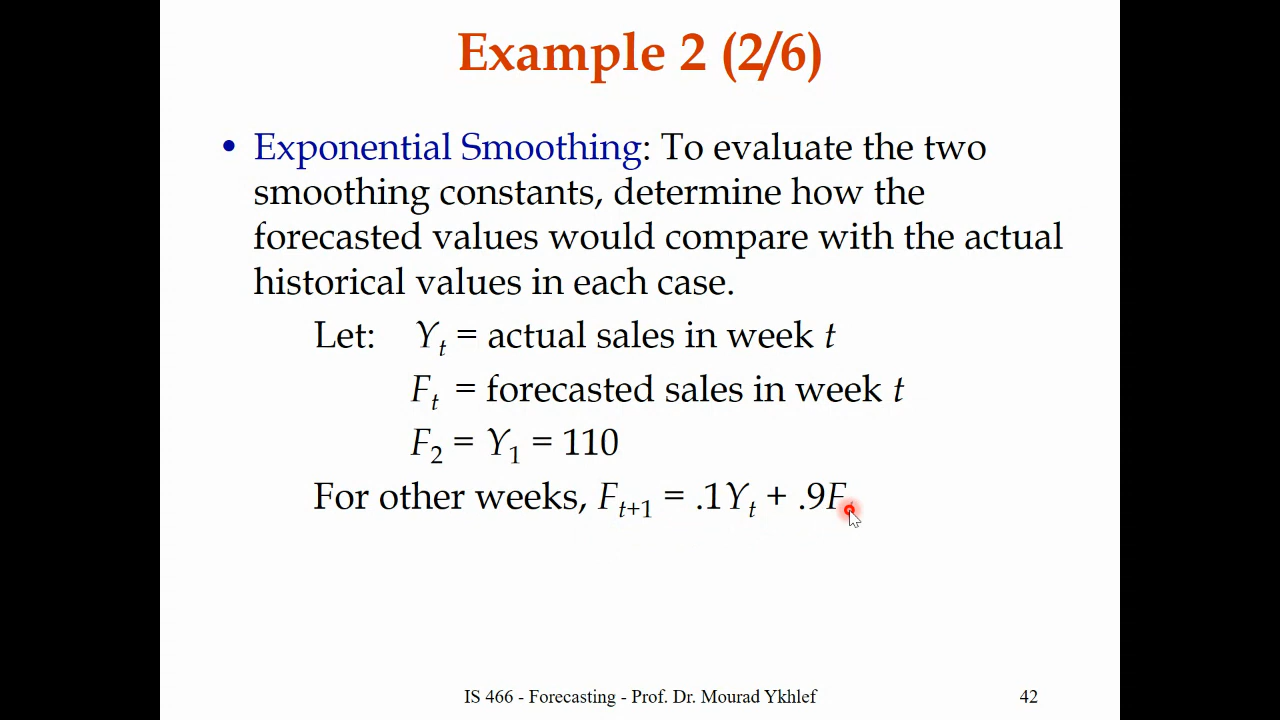 Example 2 (2/6)
• Exponential Smoothing: To evaluate the two
smoothing constants, determine how the
forecasted values would compare with the actual
historical values in each case.
Let: Yt = actual sales in week t
Ft = forecasted sales in week t
F2 = Y1 = 110
For other weeks, Ft+1 = .1Yt + .9F
IS 466 - Forecasting - Prof. Dr. Mourad Ykhlef 42